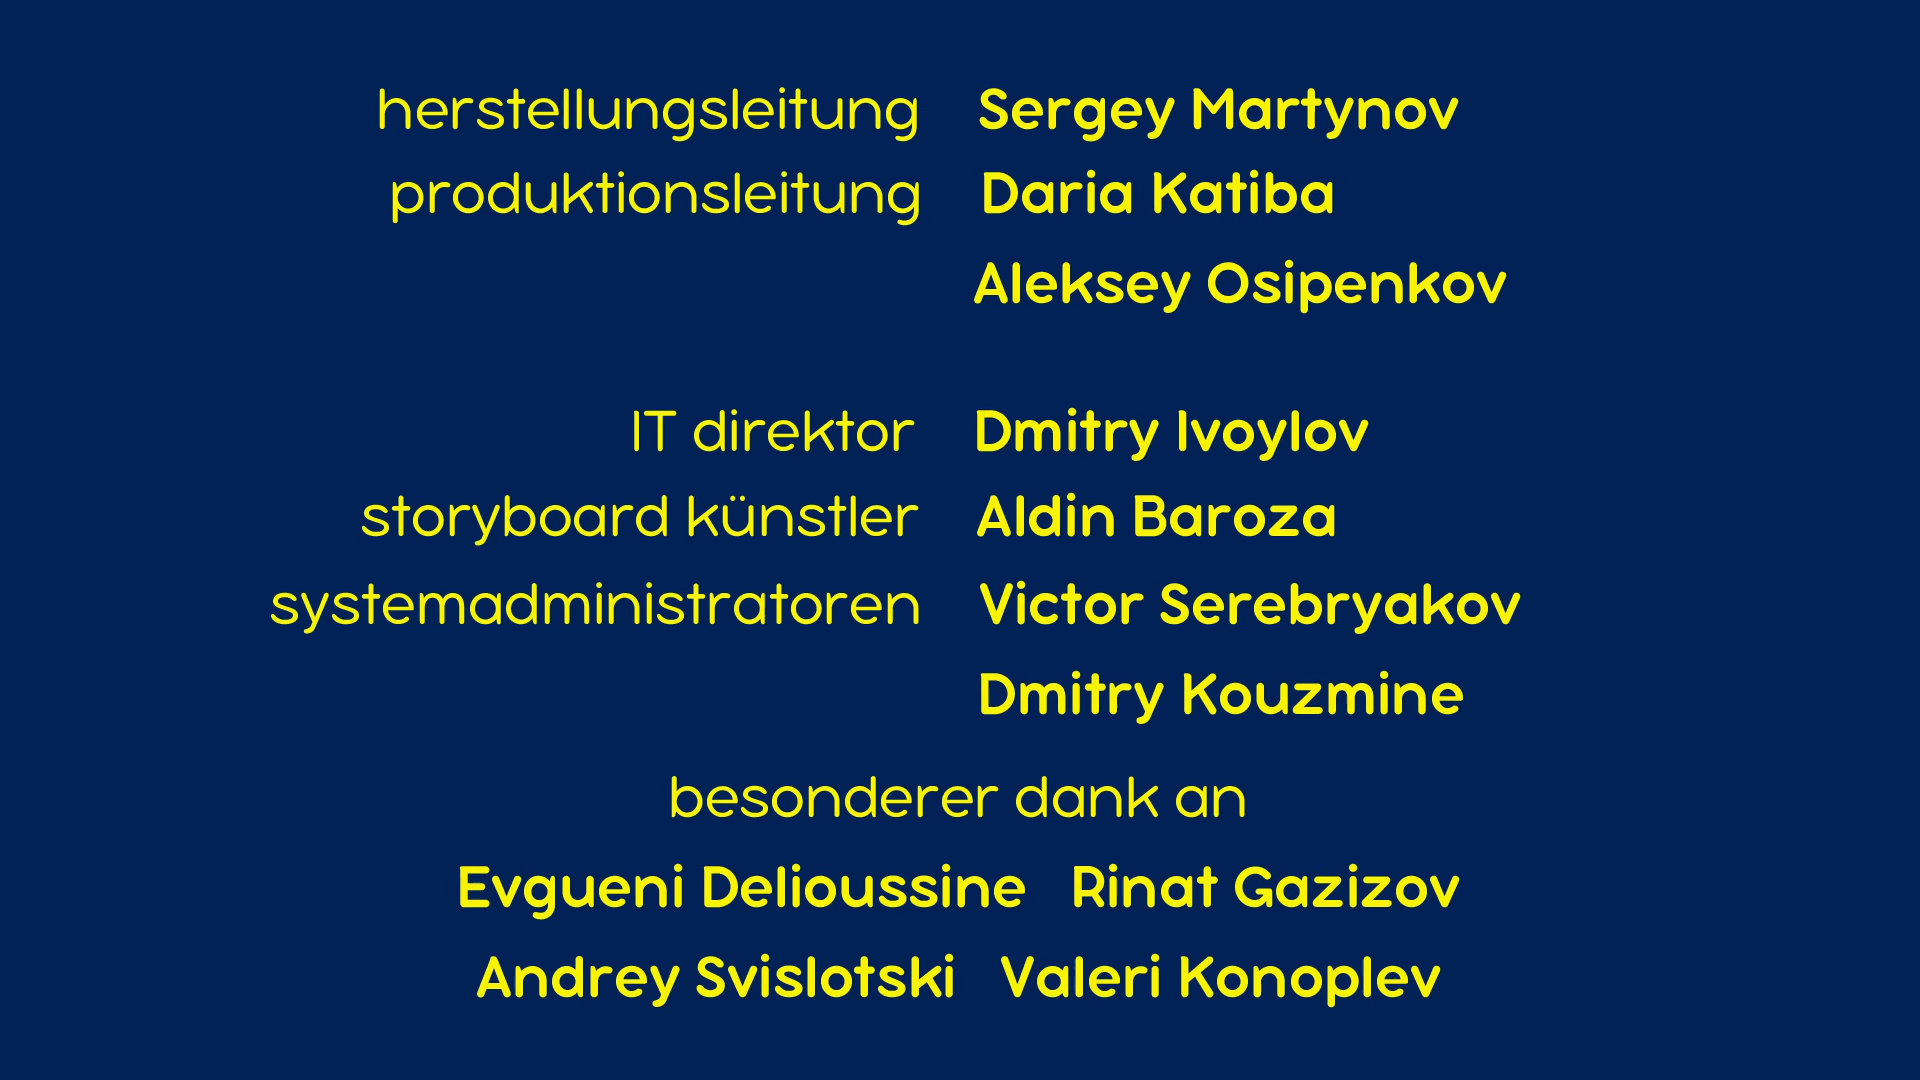 herstellungsleitung Sergey Martynov
produktionsleitung Daria Katiba
Aleksey Osipenkov
IT direktor Dmitry Ivoylov
storyboard künstler Aldin Baroza
systemadministratoren Victor Serebryakov
Dmitry Kouzmine
besonderer dank an
Evgueni Delioussine Rinat Gazizov
Andrey Svislotski Valeri Konoplev